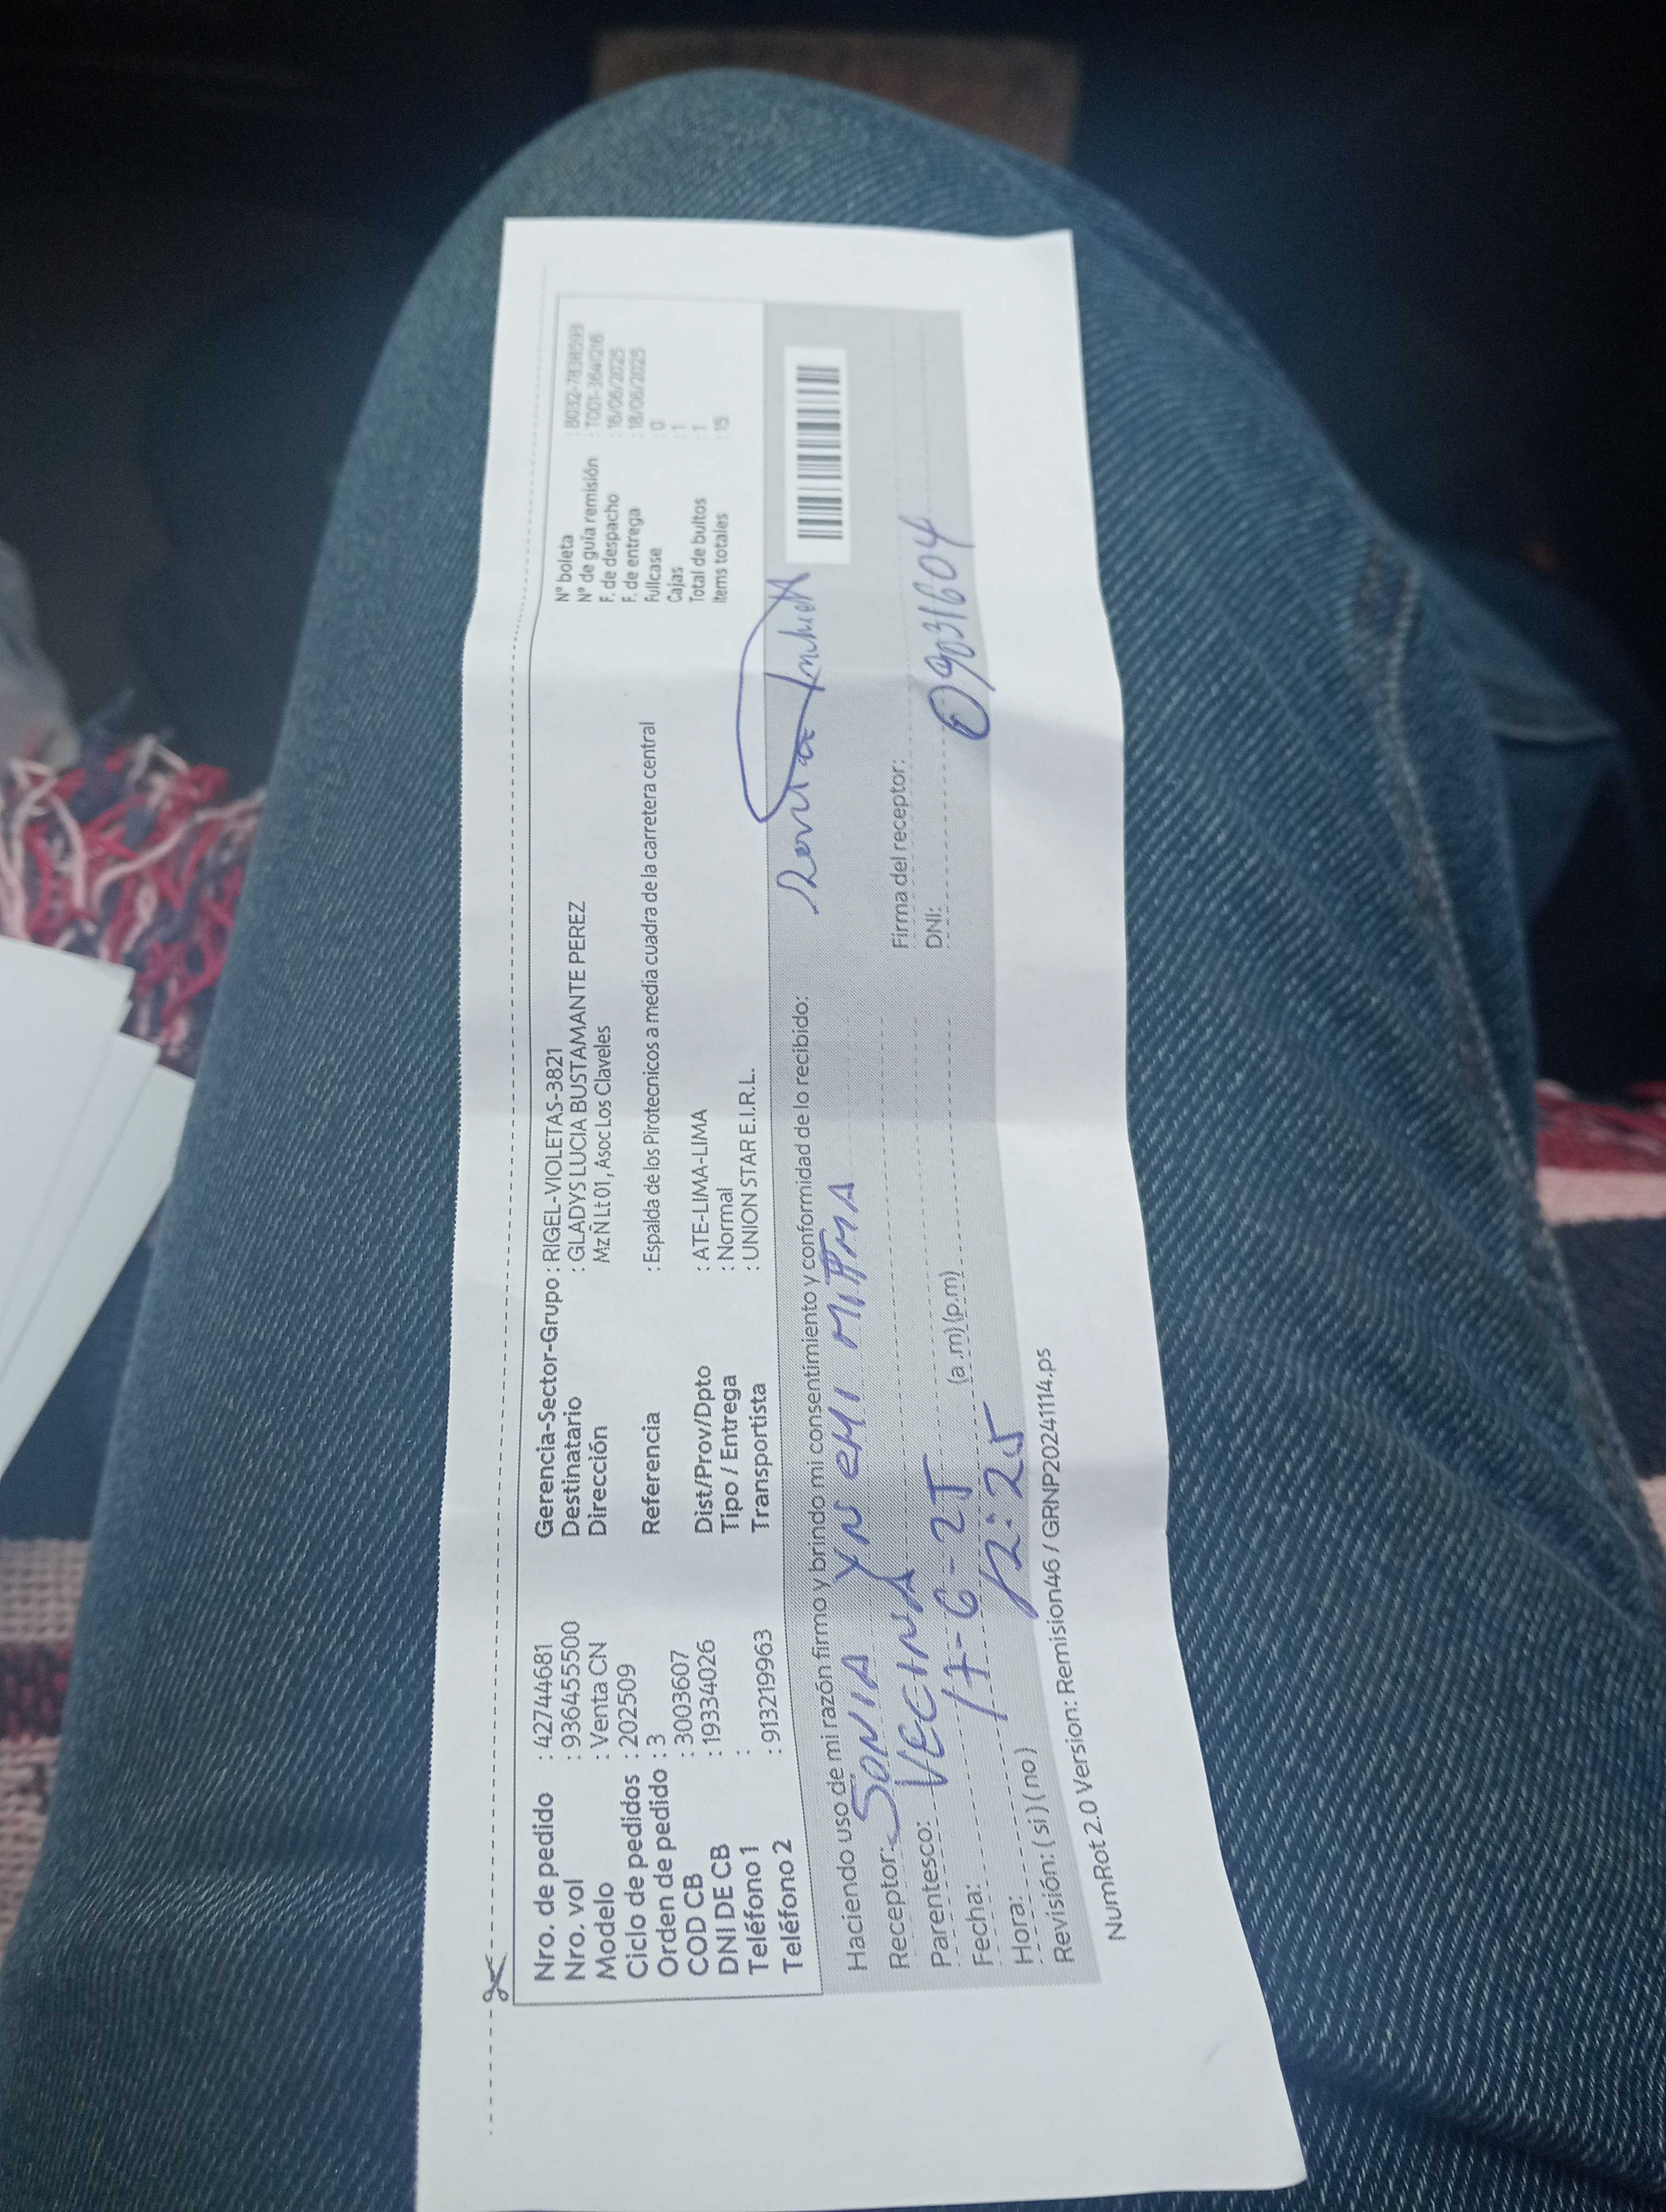 Nro. de pedido : 42744681
Nro. vol : 936455500
Modelo : Venta CN
Ciclo de pedidos : 202509
Orden de pedido : 3
COD CB : 3003607
DNI DE CB : 19334026
Teléfono 1 :
Teléfono 2 : 913219963
Gerencia-Sector-Grupo : RIGEL-VIOLETAS-3821
Destinatario : GLADYS LUCIA BUSTAMANTE PEREZ
Dirección Mz Ñ Lt 01 , Asoc Los Claveles
Referencia : Espalda de los Pirotecnicos a media cuadra de la carretera central
Dist/Prov/Dpto : ATE-LIMA-LIMA
Tipo / Entrega : Normal
Transportista : UNION STAR E.I.R.L.
N° boleta
N° de guía remisión
F. de despacho : 16/06/2025
F. de entrega : 18/06/2025
Fullcase : 0
Cajas : 1
Total de bultos : 1
Items totales : 15
Haciendo uso de mi razón firmo y brindo mi consentimiento y conformidad de lo recibido:
Receptor: SONIA
Parentesco: VECINA
Fecha: 17-6-25
Hora: 12:25 (a.m) (p.m)
Revisión: ( si ) ( no )
Firma del receptor:
DNI: 09031604
NumRot 2.0 Version: Remision46 / GRNP20241114.ps